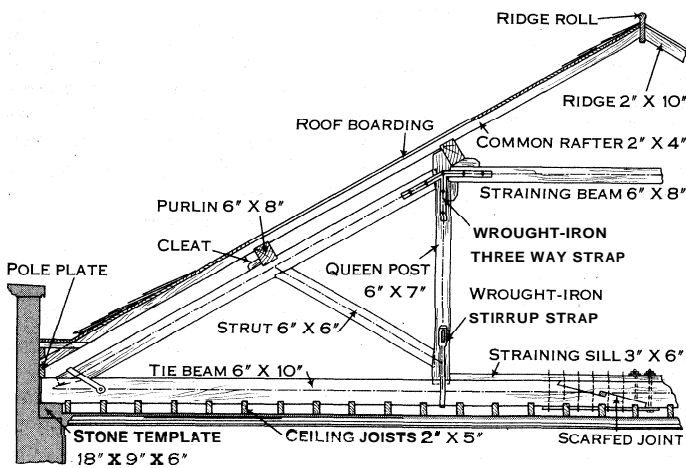 RIDGE ROLL
RIDGE 2" X 10"
ROOF BOARDING
COMMON RAFTER 2" X 4"
STRAINING BEAM 6" X 8"
PURLIN 6" X 8"
WROUGHT-IRON
THREE WAY STRAP
CLEAT
POLE PLATE
QUEEN POST
6" X 7"
WROUGHT-IRON
STIRRUP STRAP
STRUT 6" X 6"
STRAINING SILL 3" X 6"
TIE BEAM 6" X 10"
STONE TEMPLATE
18" X 9" X 6"
CEILING JOISTS 2" X 5"
SCARFED JOINT